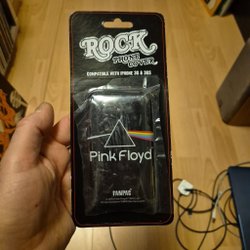 ROCK
PHONE COVER
COMPATIBLE WITH IPHONE 3G & 3GS
Pink Floyd